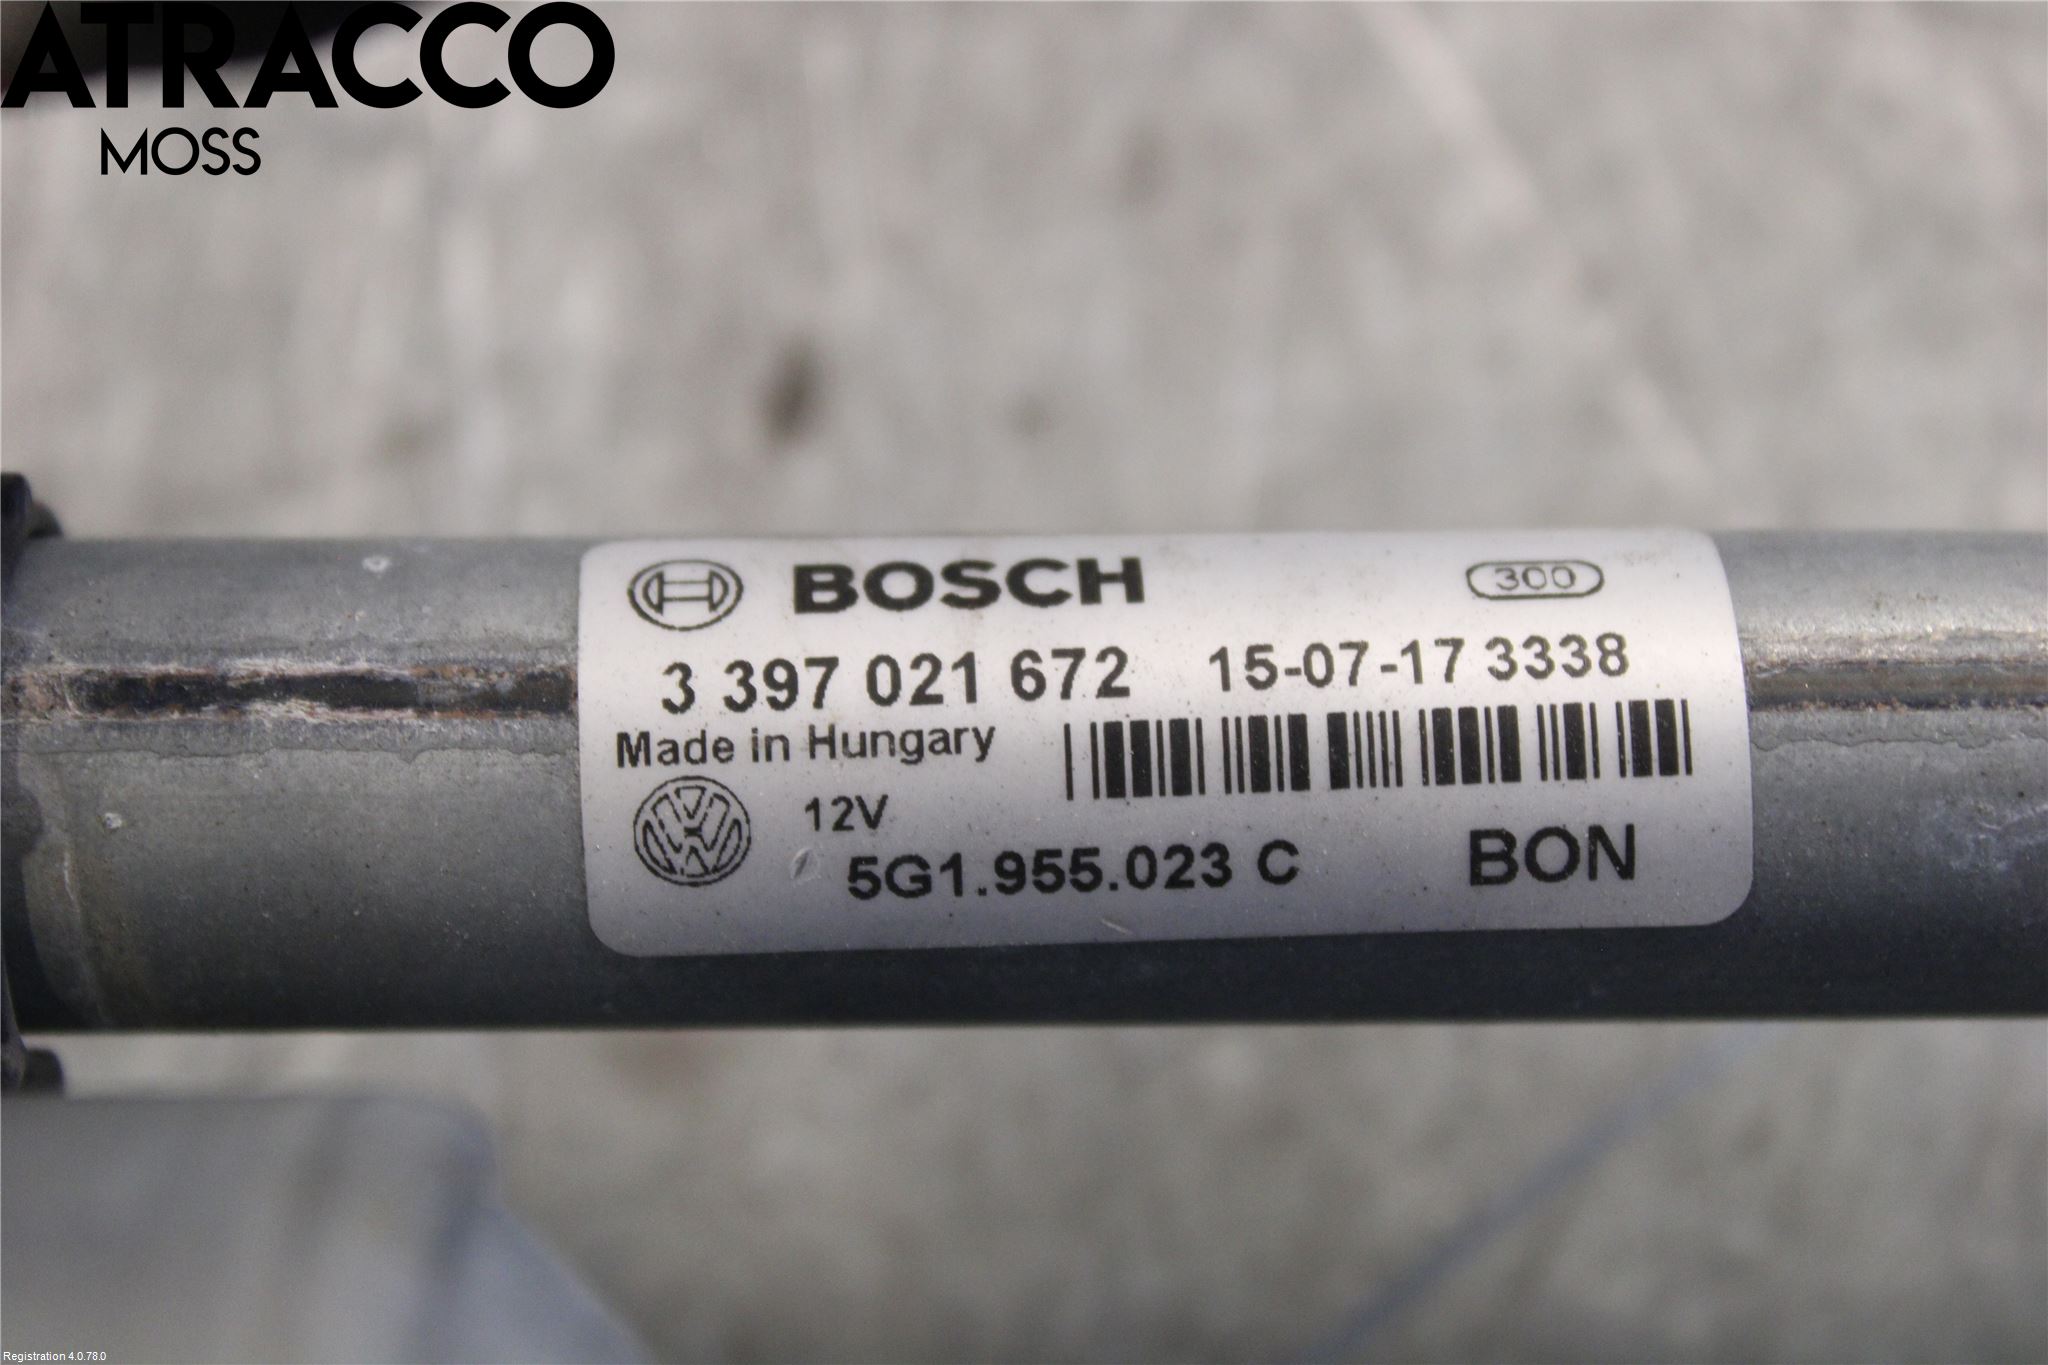 ATRACCO
MOSS
BOSCH
300
3 397 021 672 15-07-17 3338
Made in Hungary
12V
5G1.955.023 C
BON
Registration 4.0.78.0